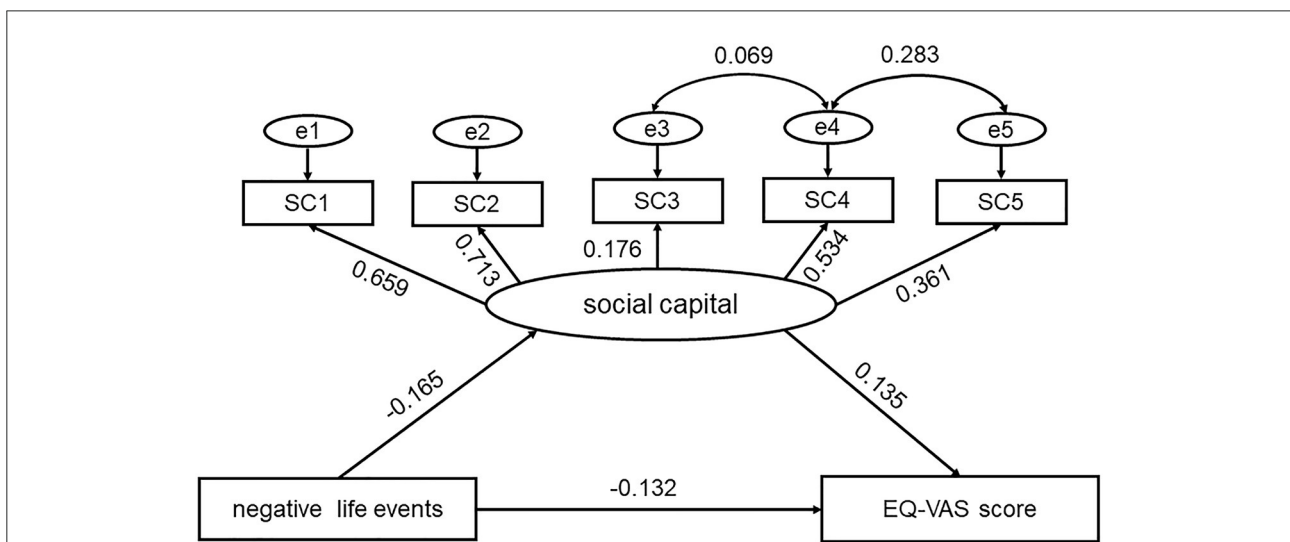 0.069
0.283
e1
e2
e3
e4
e5
SC1
SC2
SC3
SC4
SC5
0.659
0.713
0.176
0.534
0.361
social capital
-0.165
0.135
negative life events
-0.132
EQ-VAS score